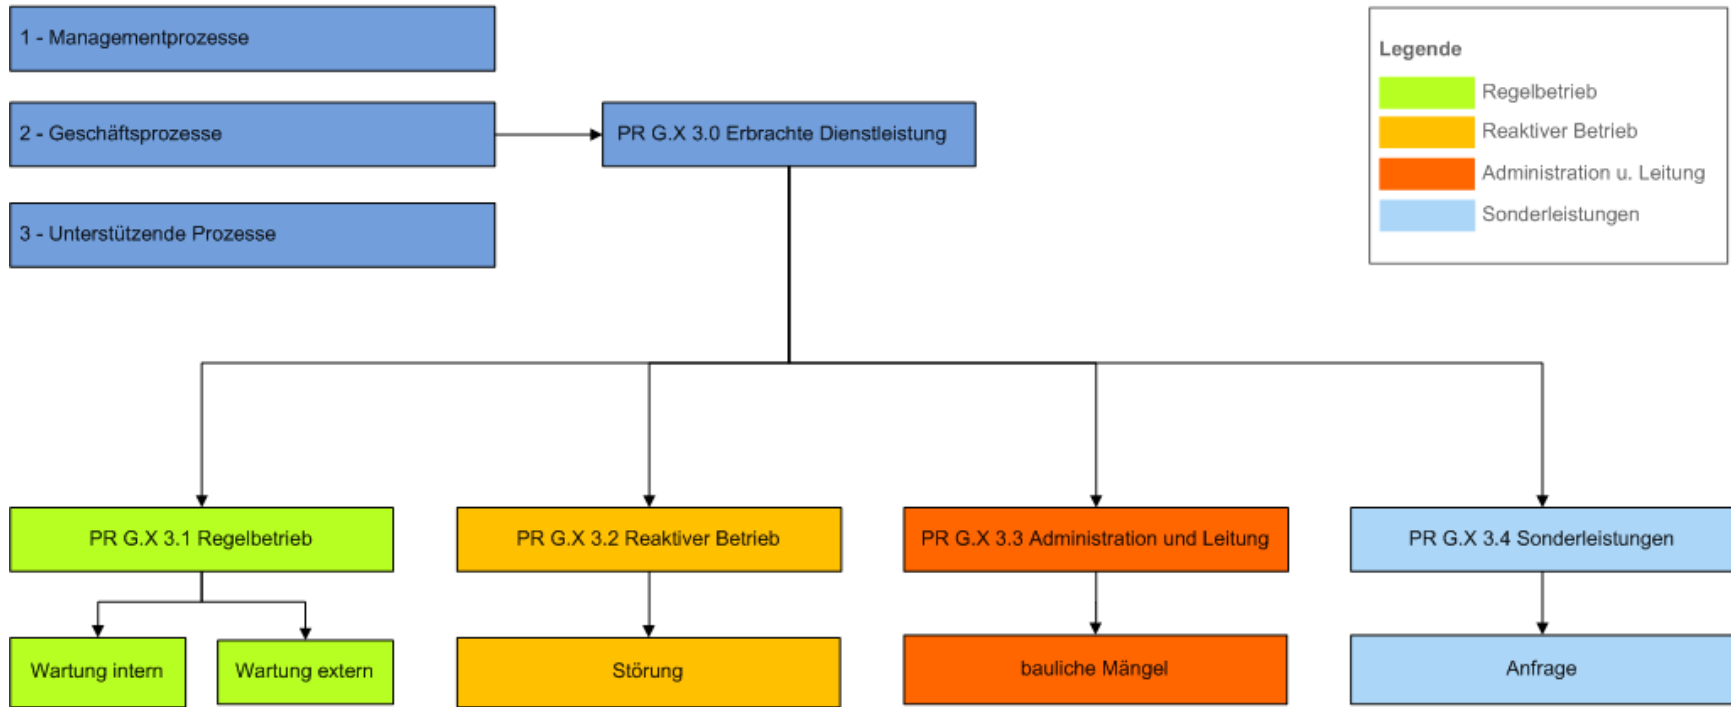 1 - Managementprozesse
2 - Geschäftsprozesse
PR G.X 3.0 Erbrachte Dienstleistung
3 - Unterstützende Prozesse
Legende
Regelbetrieb
Reaktiver Betrieb
Administration u. Leitung
Sonderleistungen
PR G.X 3.1 Regelbetrieb
PR G.X 3.2 Reaktiver Betrieb
PR G.X 3.3 Administration und Leitung
PR G.X 3.4 Sonderleistungen
Wartung intern
Wartung extern
Störung
bauliche Mängel
Anfrage